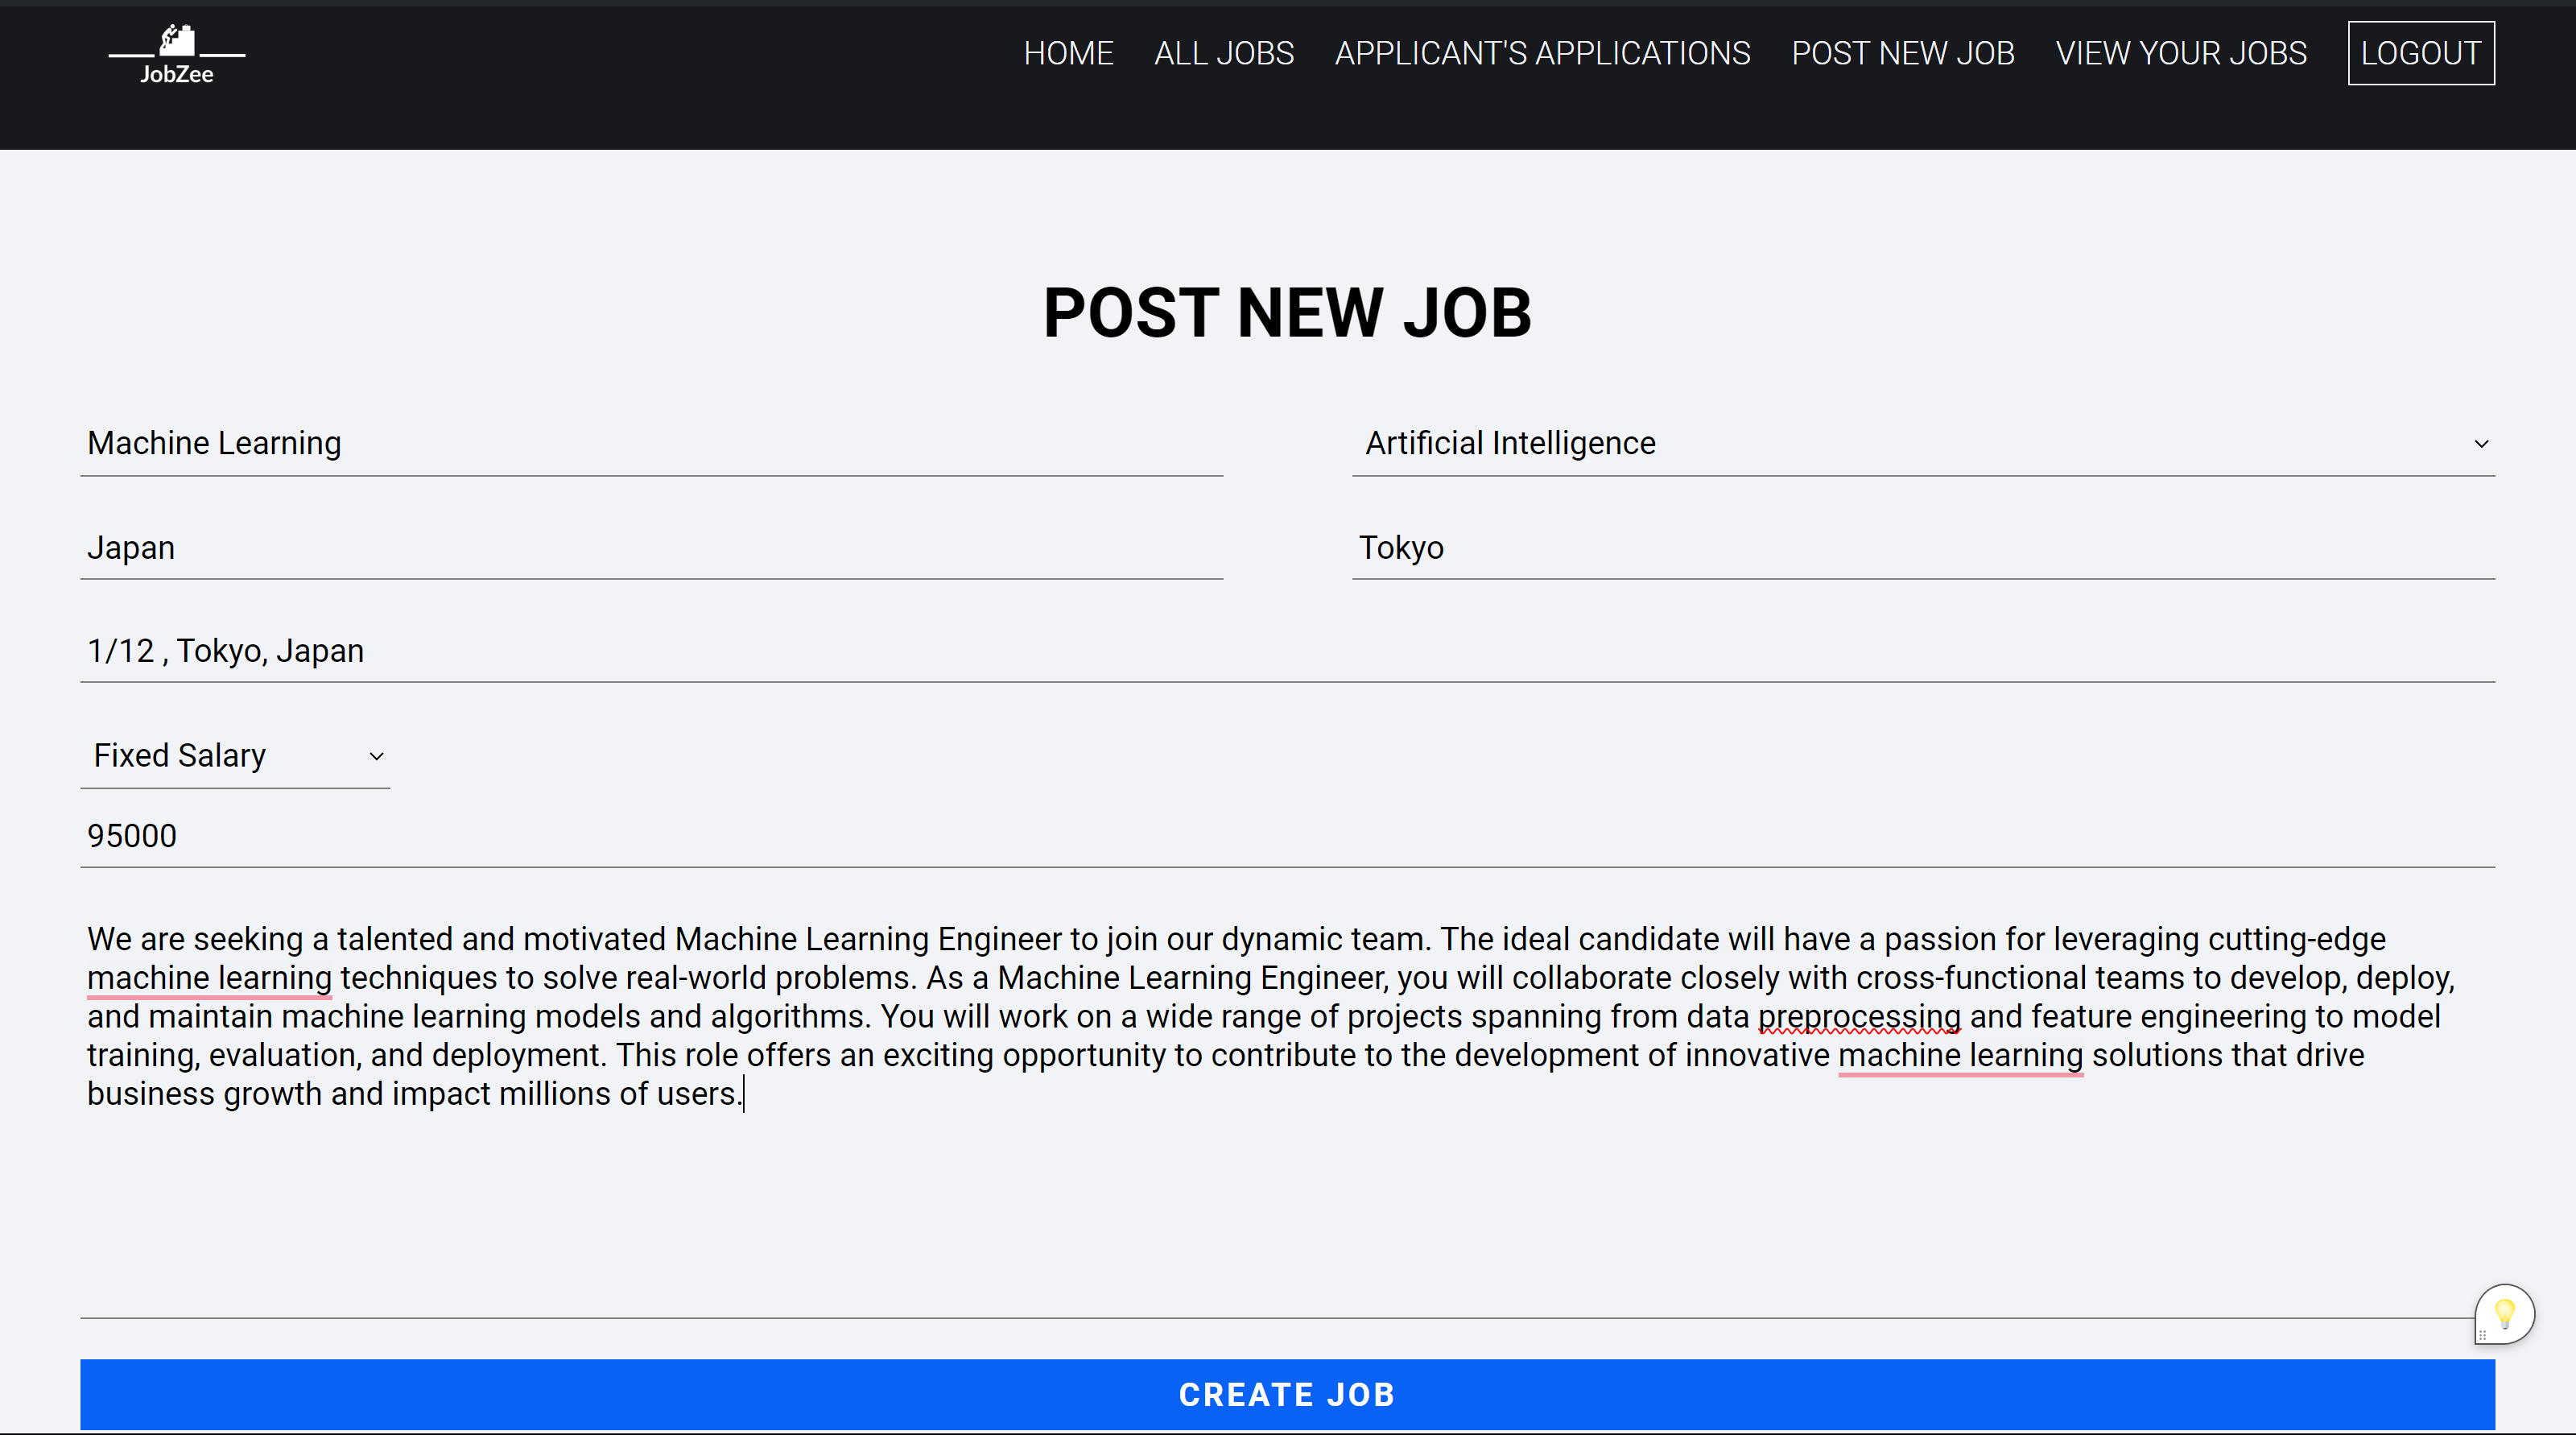 JobZee
HOME ALL JOBS APPLICANT'S APPLICATIONS POST NEW JOB VIEW YOUR JOBS LOGOUT
POST NEW JOB
Machine Learning
Artificial Intelligence
Japan
Tokyo
1/12 , Tokyo, Japan
Fixed Salary
95000
We are seeking a talented and motivated Machine Learning Engineer to join our dynamic team. The ideal candidate will have a passion for leveraging cutting-edge
machine learning techniques to solve real-world problems. As a Machine Learning Engineer, you will collaborate closely with cross-functional teams to develop, deploy,
and maintain machine learning models and algorithms. You will work on a wide range of projects spanning from data preprocessing and feature engineering to model
training, evaluation, and deployment. This role offers an exciting opportunity to contribute to the development of innovative machine learning solutions that drive
business growth and impact millions of users.
CREATE JOB